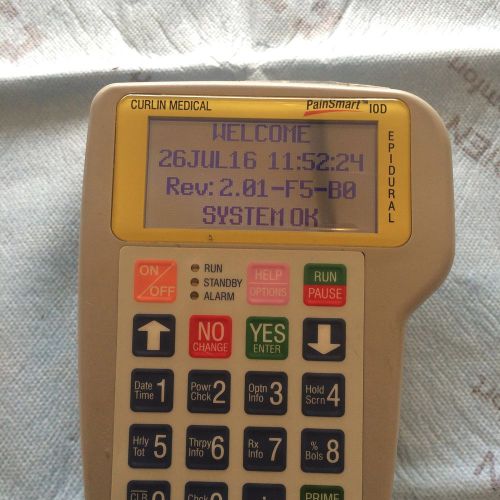 CURLIN MEDICAL PainSmart™ IOD
WELCOME
26JUL16 11:52:24
Rev: 2.01-F5-B0
SYSTEM OK
EPIDURAL
ON/OFF
RUN
STANDBY
ALARM
HELP
OPTIONS
RUN
PAUSE
NO
CHANGE
YES
ENTER
Date Time 1
Powr Chck 2
Optn Info 3
Hold Scrn 4
Hrly Tot 5
Thrpy Info 6
Rx Info 7
% Bols 8
CLR
PRIME